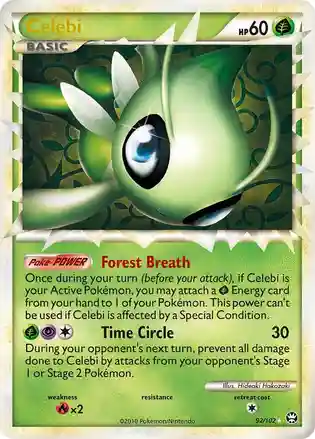 Celebi
HP 60
BASIC
Poké-POWER Forest Breath
Once during your turn (before your attack), if Celebi is
your Active Pokémon, you may attach a Energy card
from your hand to 1 of your Pokémon. This power can't
be used if Celebi is affected by a Special Condition.
Time Circle 30
During your opponent's next turn, prevent all damage
done to Celebi by attacks from your opponent's Stage
1 or Stage 2 Pokémon.
Illus. Hideaki Hakozaki
weakness resistance retreat cost
×2
©2010 Pokémon/Nintendo 92/102